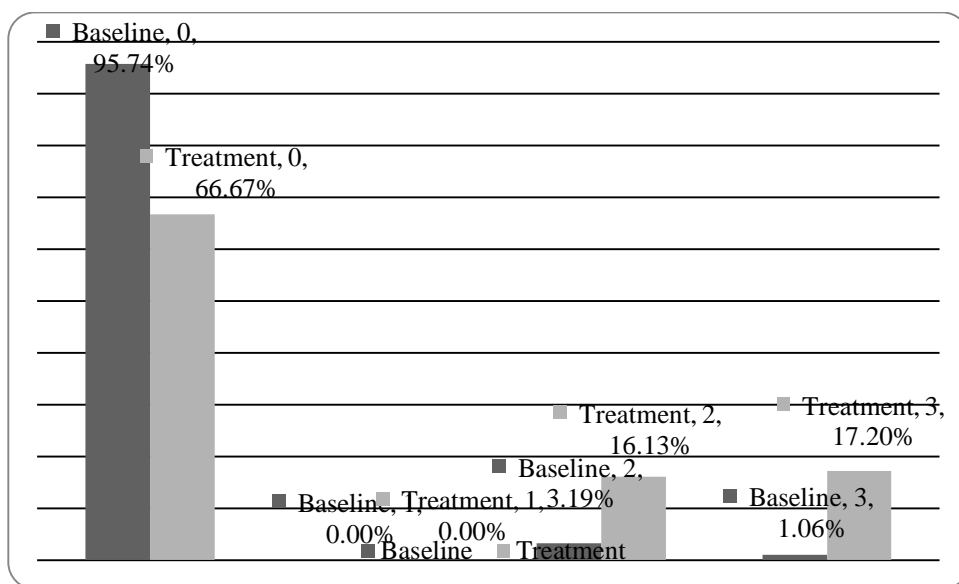 Baseline, 0,
95.74%
Treatment, 0,
66.67%
Baseline, 1,
0.00%
Treatment, 1,
0.00%
Baseline, 2,
3.19%
Treatment, 2,
16.13%
Baseline, 3,
1.06%
Treatment, 3,
17.20%
Baseline
Treatment